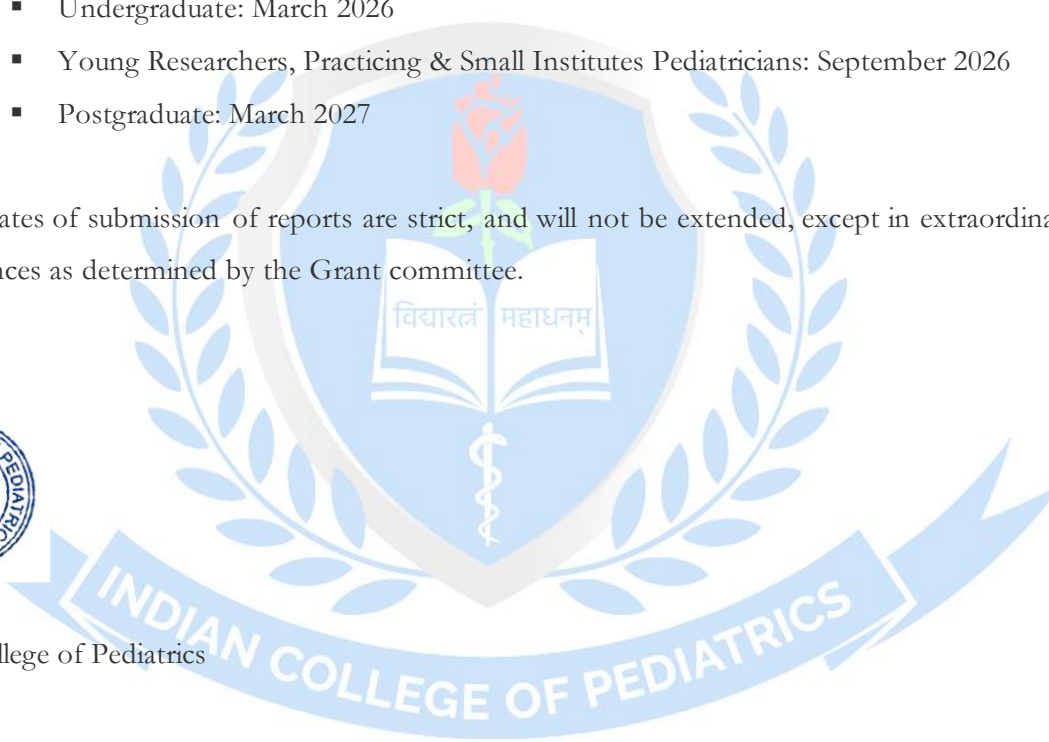 ▪ Undergraduate: March 2026
▪ Young Researchers, Practicing & Small Institutes Pediatricians: September 2026
▪ Postgraduate: March 2027
ates of submission of reports are strict, and will not be extended, except in extraordina
nces as determined by the Grant committee.
विद्यारत्नं महाधनम्
PEDIATRIC
llege of Pediatrics
INDIAN COLLEGE OF PEDIATRICS